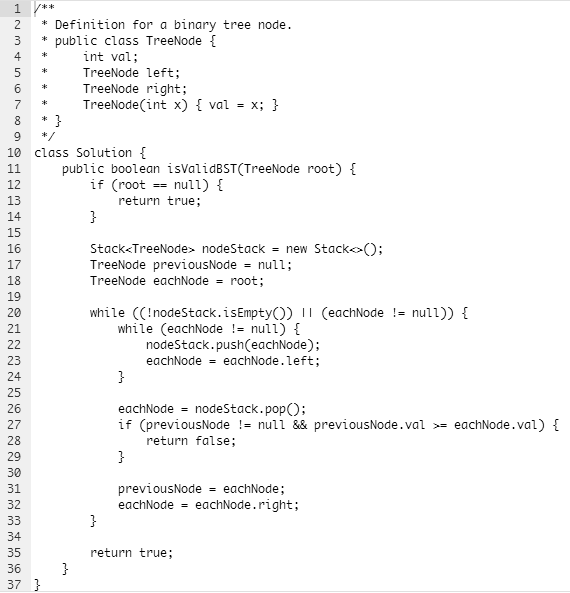 1 /**
2  * Definition for a binary tree node.
3  * public class TreeNode {
4  *     int val;
5  *     TreeNode left;
6  *     TreeNode right;
7  *     TreeNode(int x) { val = x; }
8  * }
9  */
10 class Solution {
11     public boolean isValidBST(TreeNode root) {
12         if (root == null) {
13             return true;
14         }
15
16         Stack<TreeNode> nodeStack = new Stack<>();
17         TreeNode previousNode = null;
18         TreeNode eachNode = root;
19
20         while ((!nodeStack.isEmpty()) || (eachNode != null)) {
21             while (eachNode != null) {
22                 nodeStack.push(eachNode);
23                 eachNode = eachNode.left;
24             }
25
26             eachNode = nodeStack.pop();
27             if (previousNode != null && previousNode.val >= eachNode.val) {
28                 return false;
29             }
30
31             previousNode = eachNode;
32             eachNode = eachNode.right;
33         }
34
35         return true;
36     }
37 }